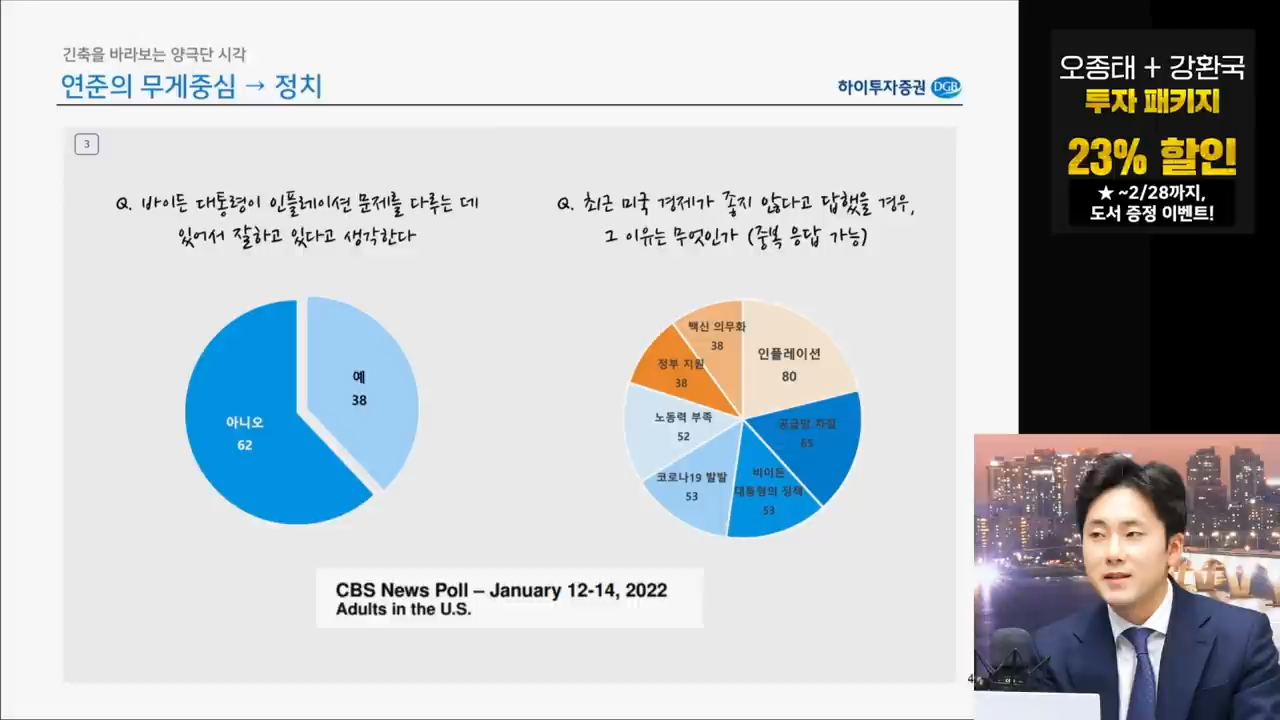 긴축을 바라보는 양극단 시각
연준의 무게중심 → 정치
하이투자증권 DGB
3
Q. 바이든 대통령이 인플레이션 문제를 다루는 데
있어서 잘하고 있다고 생각한다
Q. 최근 미국 경제가 좋지 않다고 답했을 경우,
그 이유는 무엇인가 (중복 응답 가능)
예
38
아니오
62
인플레이션
80
공급망 차질
65
바이든
대통령의 정책
53
코로나19 발발
53
노동력 부족
52
정부 지원
38
백신 의무화
38
CBS News Poll – January 12-14, 2022
Adults in the U.S.
4
오종태 + 강환국
투자 패키지
23% 할인
★ ~2/28까지,
도서 증정 이벤트!